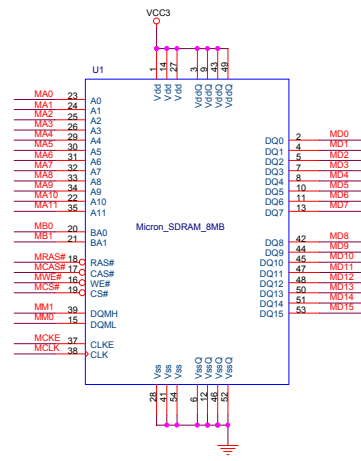 VCC3
U1
1 14 27 3 9 43 49
Vdd Vdd Vdd VddQ VddQ VddQ VddQ
MA0 23 A0
MA1 24 A1
MA2 25 A2
MA3 26 A3
MA4 29 A4
MA5 30 A5
MA6 31 A6
MA7 32 A7
MA8 33 A8
MA9 34 A9
MA10 22 A10
MA11 35 A11
MB0 20 BA0
MB1 21 BA1
MRAS# 18 RAS#
MCAS# 17 CAS#
MWE# 16 WE#
MCS# 19 CS#
MM1 39 DQMH
MM0 15 DQML
MCKE 37 CLKE
MCLK 38 CLK
Micron_SDRAM_8MB
DQ0 2 MD0
DQ1 4 MD1
DQ2 5 MD2
DQ3 7 MD3
DQ4 8 MD4
DQ5 10 MD5
DQ6 11 MD6
DQ7 13 MD7
DQ8 42 MD8
DQ9 44 MD9
DQ10 45 MD10
DQ11 47 MD11
DQ12 48 MD12
DQ13 50 MD13
DQ14 51 MD14
DQ15 53 MD15
Vss Vss Vss VssQ VssQ VssQ VssQ
28 41 54 6 12 46 52